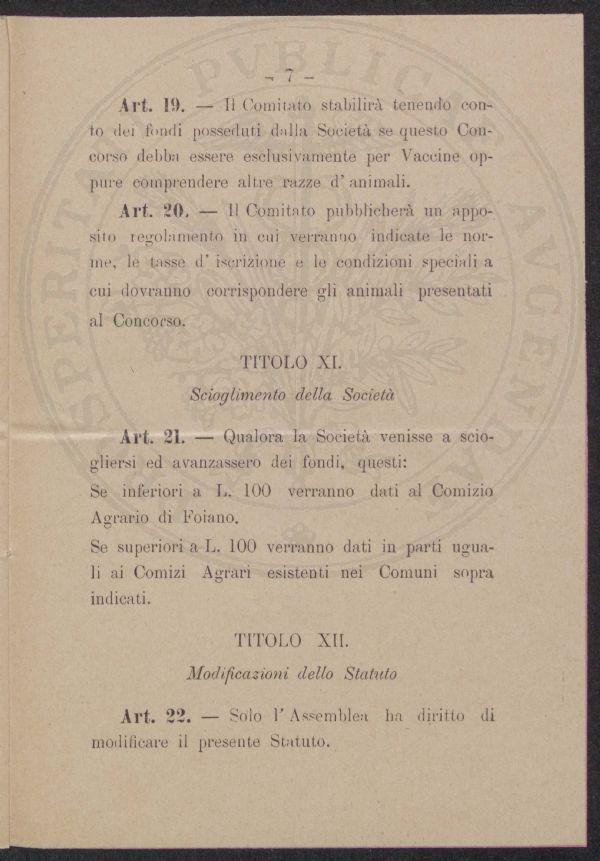 - 7 -
Art. 19. — Il Comitato stabilirà tenendo con-
to dei fondi posseduti dalla Società se questo Con-
corso debba essere esclusivamente per Vaccine op-
pure comprendere altre razze d' animali.
Art. 20. — Il Comitato pubblicherà un appo-
sito regolamento in cui verranno indicate le nor-
me, le tasse d' iscrizione e le condizioni speciali a
cui dovranno corrispondere gli animali presentati
al Concorso.
TITOLO XI.
Scioglimento della Società
Art. 21. — Qualora la Società venisse a scio-
gliersi ed avanzassero dei fondi, questi:
Se inferiori a L. 100 verranno dati al Comizio
Agrario di Foiano.
Se superiori a L. 100 verranno dati in parti ugua-
li ai Comizi Agrari esistenti nei Comuni sopra
indicati.
TITOLO XII.
Modificazioni dello Statuto
Art. 22. — Solo l' Assemblea ha diritto di
modificare il presente Statuto.